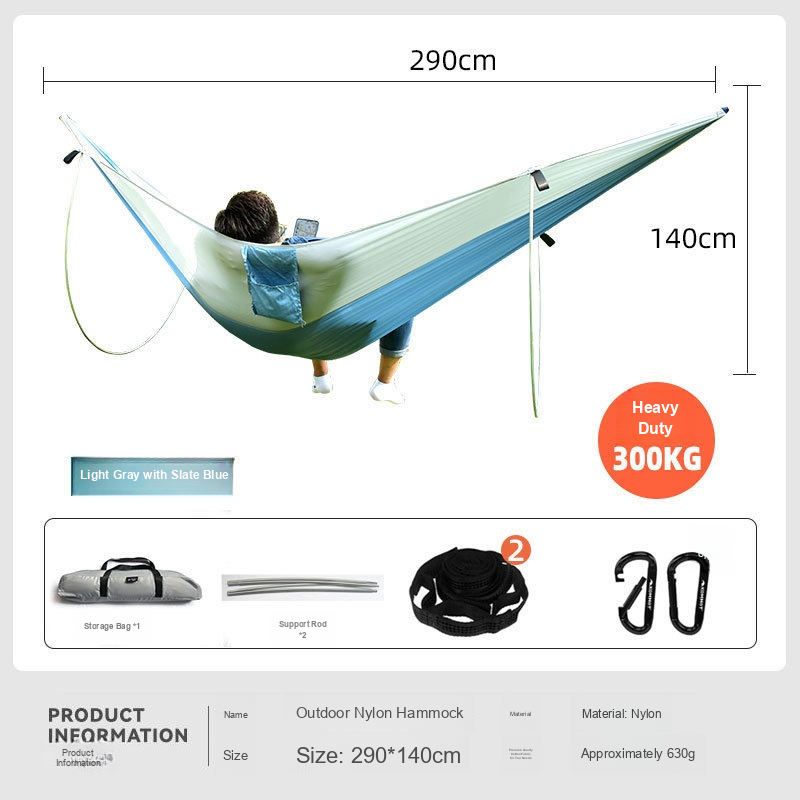 290cm
140cm
Heavy
Duty
300KG
Light Gray with Slate Blue
2
Storage Bag *1
Support Rod
*2
PRODUCT
INFORMATION
Product
Information
Name
Outdoor Nylon Hammock
Material
Material: Nylon
Size
Size: 290*140cm
Approximately 630g